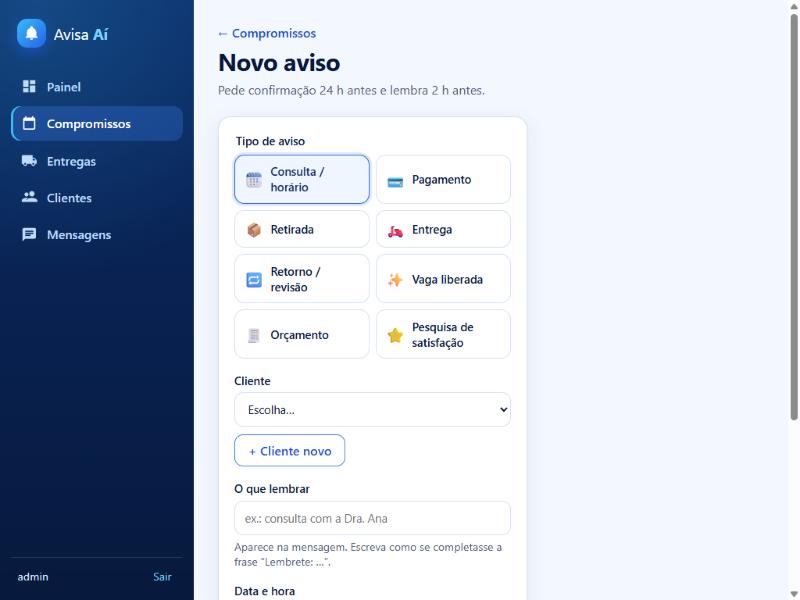 Avisa Aí
Painel
Compromissos
Entregas
Clientes
Mensagens
admin
Sair
← Compromissos
Novo aviso
Pede confirmação 24 h antes e lembra 2 h antes.
Tipo de aviso
Consulta /
horário
Pagamento
Retirada
Entrega
Retorno /
revisão
Vaga liberada
Orçamento
Pesquisa de
satisfação
Cliente
Escolha...
+ Cliente novo
O que lembrar
ex.: consulta com a Dra. Ana
Aparece na mensagem. Escreva como se completasse a
frase "Lembrete: ...".
Data e hora